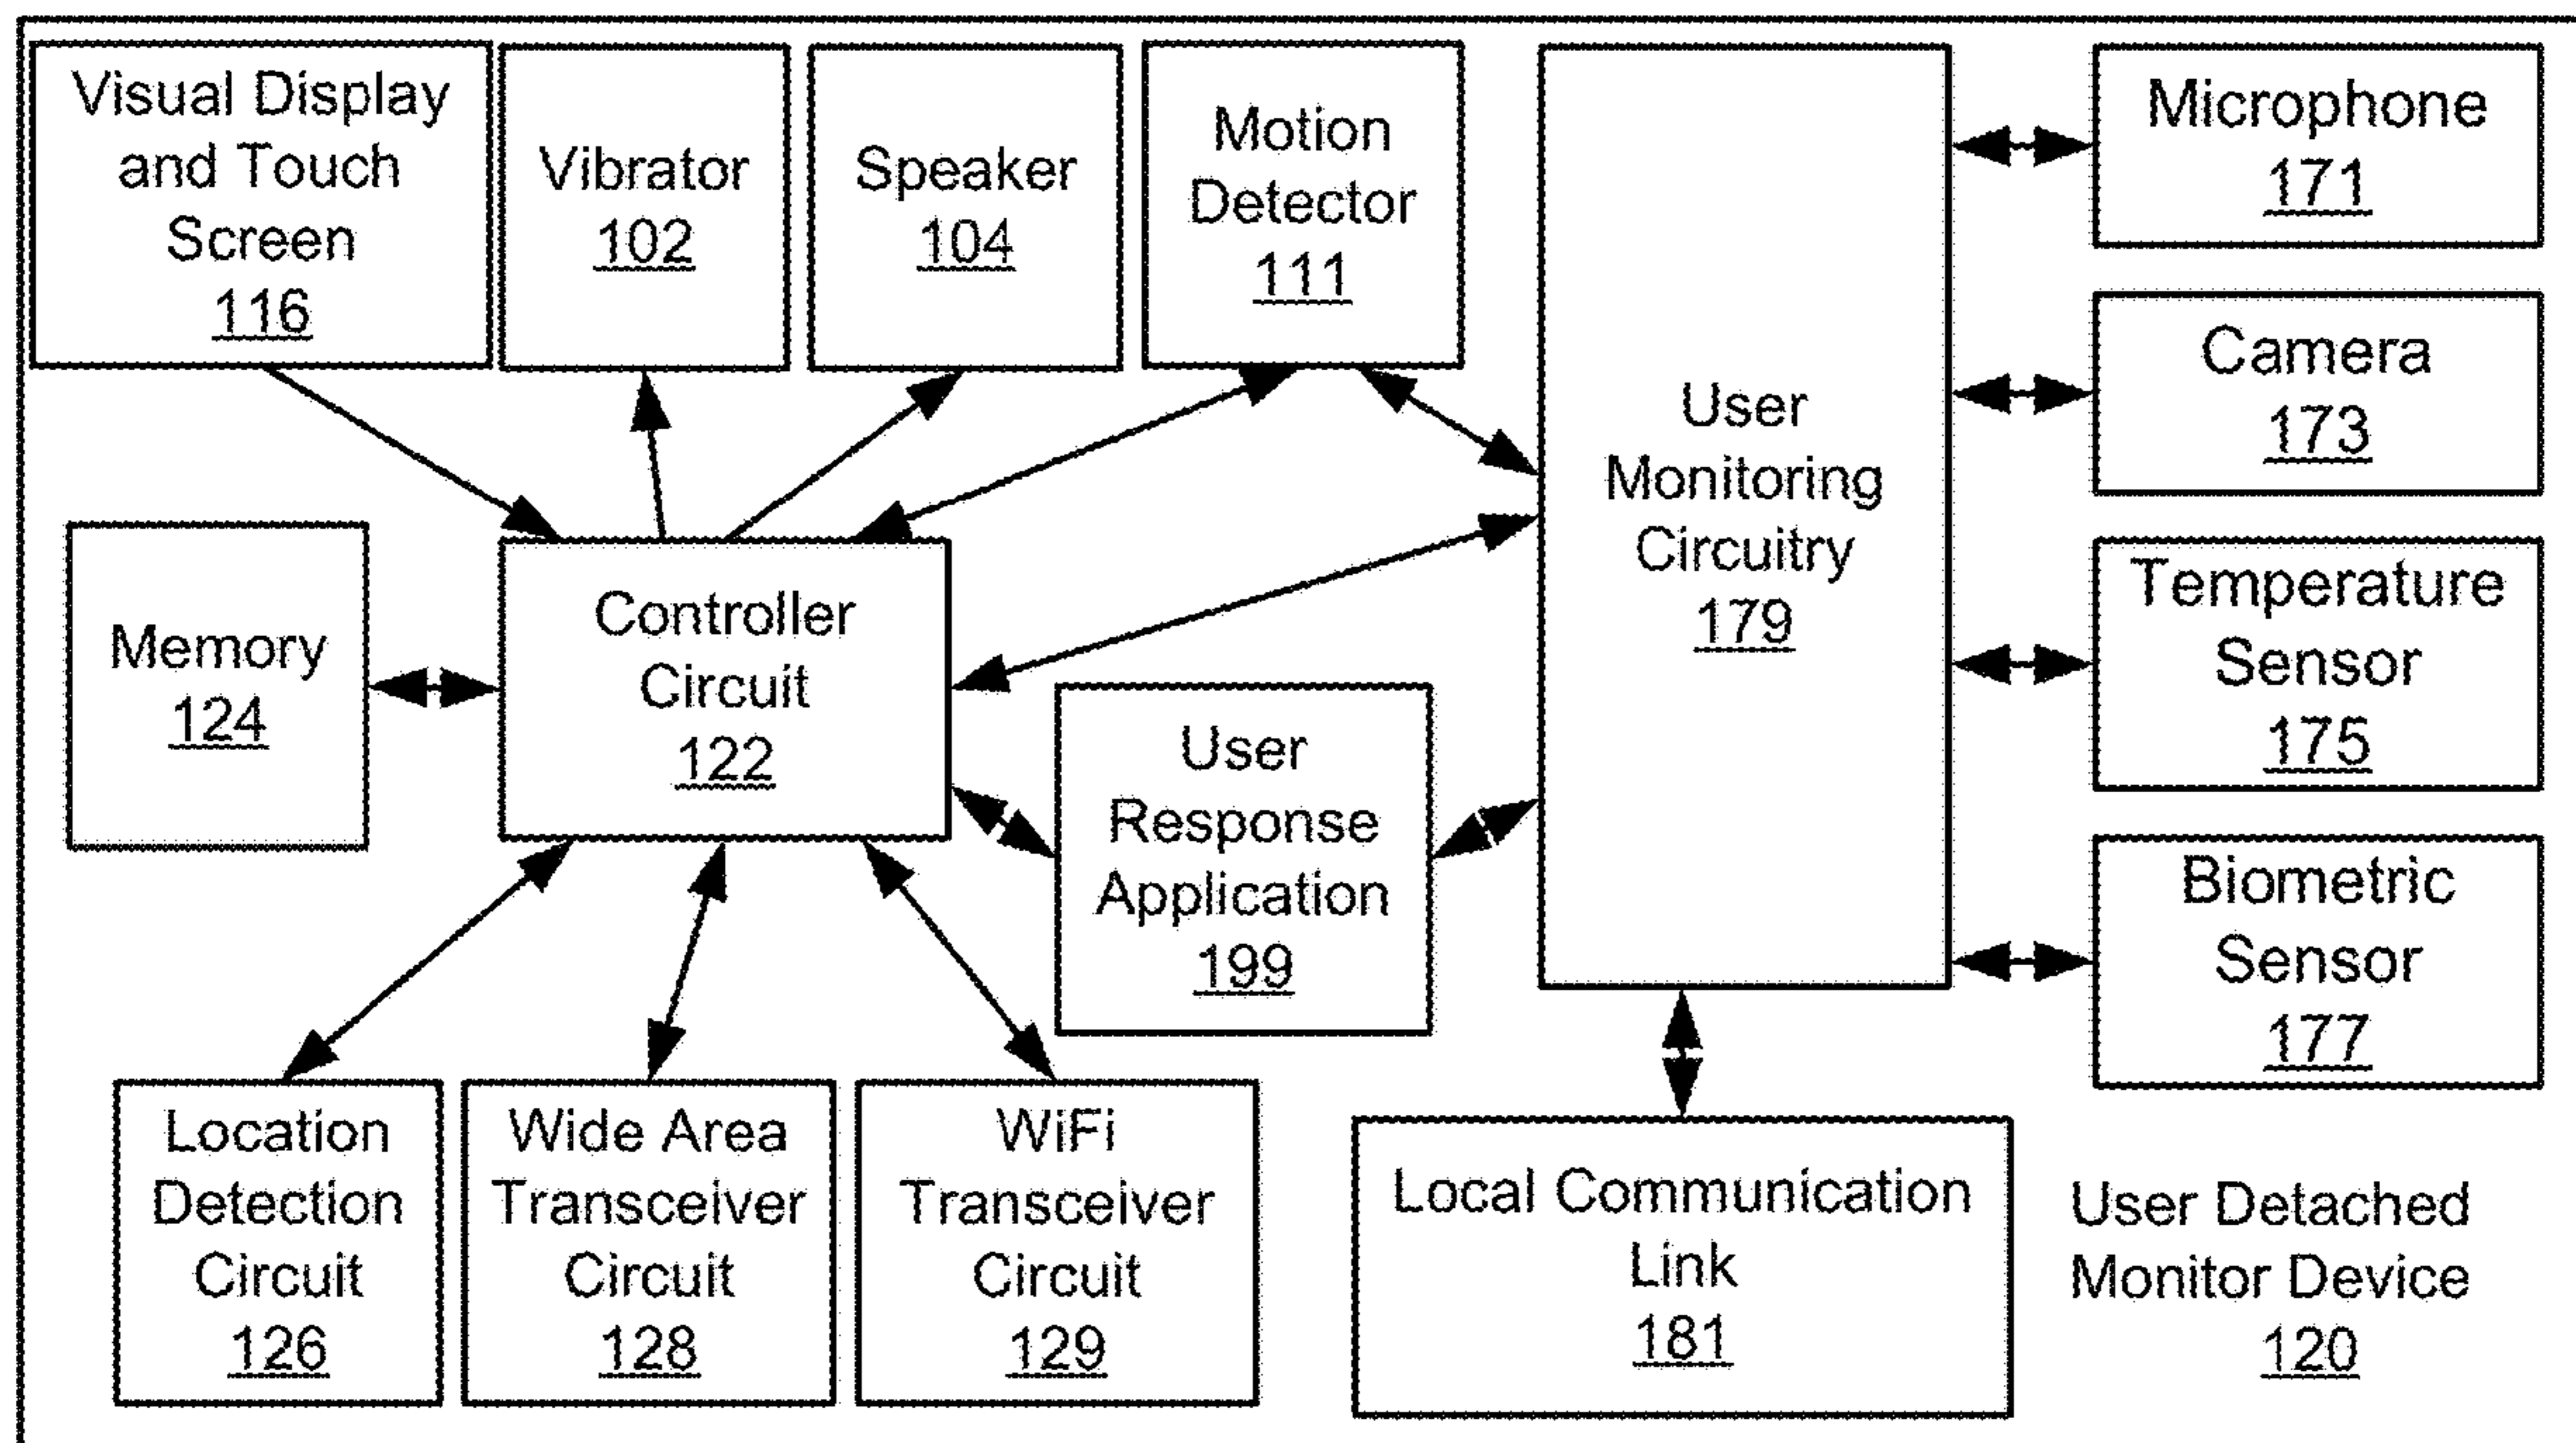 Visual Display
and Touch
Screen
116
Vibrator
102
Speaker
104
Motion
Detector
111
User
Monitoring
Circuitry
179
Microphone
171
Camera
173
Temperature
Sensor
175
Biometric
Sensor
177
Memory
124
Controller
Circuit
122
User
Response
Application
199
Location
Detection
Circuit
126
Wide Area
Transceiver
Circuit
128
WiFi
Transceiver
Circuit
129
Local Communication
Link
181
User Detached
Monitor Device
120